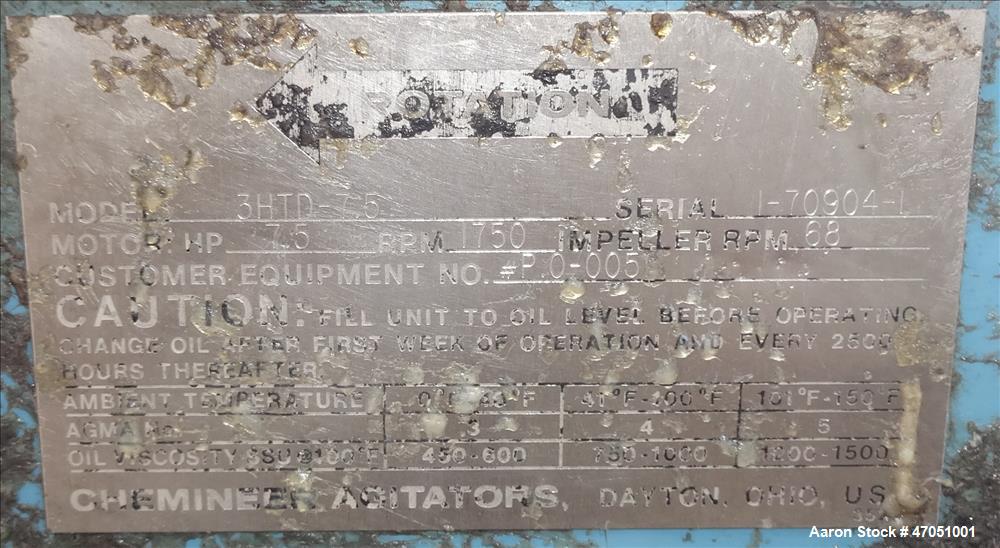 ROTATION
MODEL 3HTD-7.5 SERIAL 1-70904-1
MOTOR: HP 7.5 RPM 1750 IMPELLER RPM 68
CUSTOMER EQUIPMENT NO. #P.0-005
CAUTION: FILL UNIT TO OIL LEVEL BEFORE OPERATING.
CHANGE OIL AFTER FIRST WEEK OF OPERATION AND EVERY 2500
HOURS THEREAFTER.
AMBIENT TEMPERATURE 0°F-40°F 41°F-100°F 101°F-150°F
AGMA No. 3 4 5
OIL VISCOSITY SSU@100°F 450-600 750-1000 1200-1500
CHEMINEER AGITATORS, DAYTON, OHIO, US
Aaron Stock # 47051001